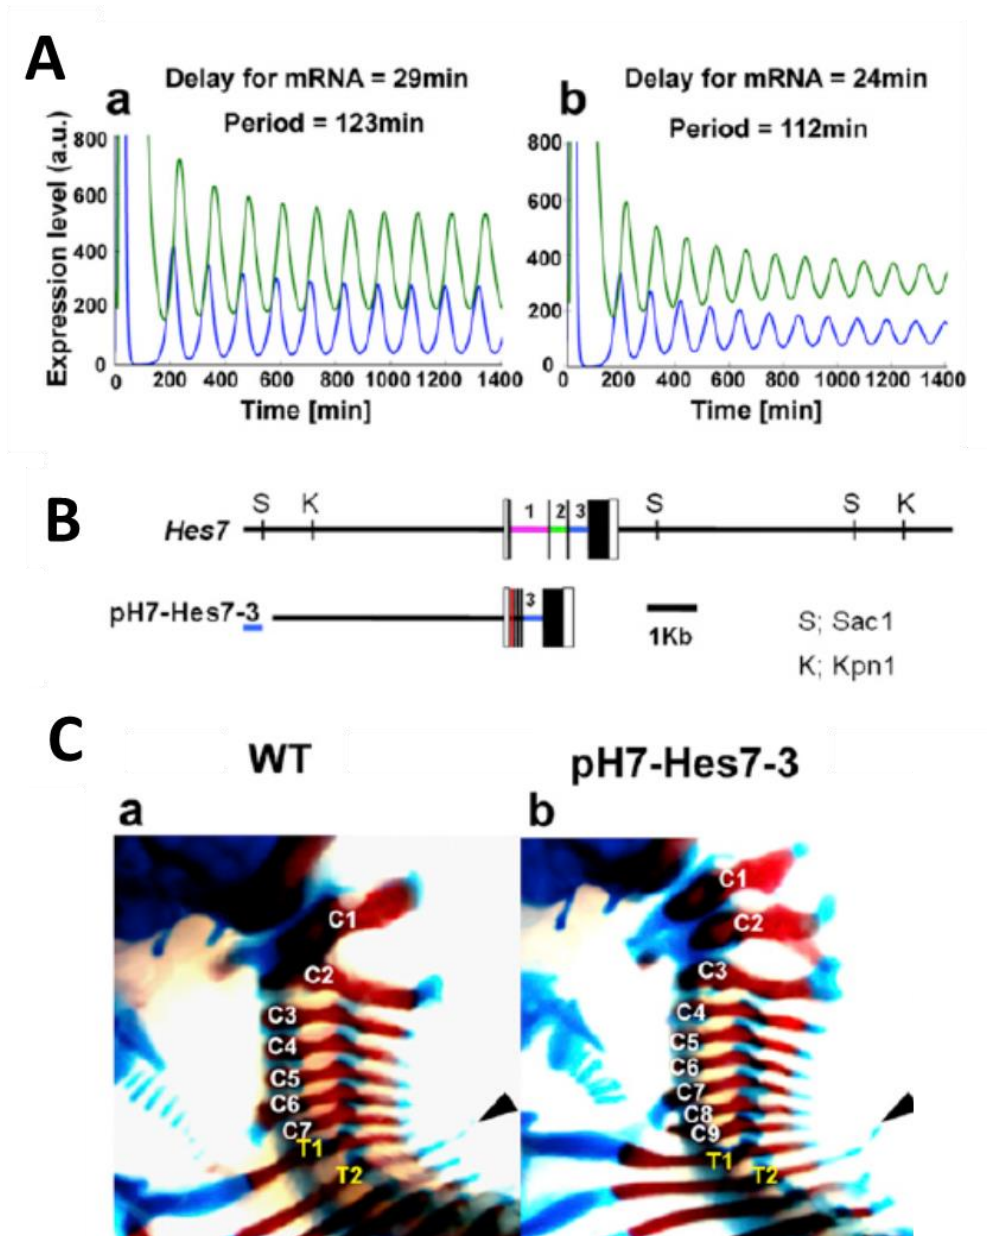 A
a
Delay for mRNA = 29min
Period = 123min
b
Delay for mRNA = 24min
Period = 112min
Expression level (a.u.)
800
600
400
200
0
0 200 400 600 800 1000 1200 1400
Time [min]
800
600
400
200
0
0 200 400 600 800 1000 1200 1400
Time [min]
B
S K S S K
Hes7 1 2 3
pH7-Hes7-3 3
1Kb
S; Sac1
K; Kpn1
C
WT
pH7-Hes7-3
a
C1
C2
C3
C4
C5
C6
C7
T1
T2
b
C1
C2
C3
C4
C5
C6
C7
C8
C9
T1
T2